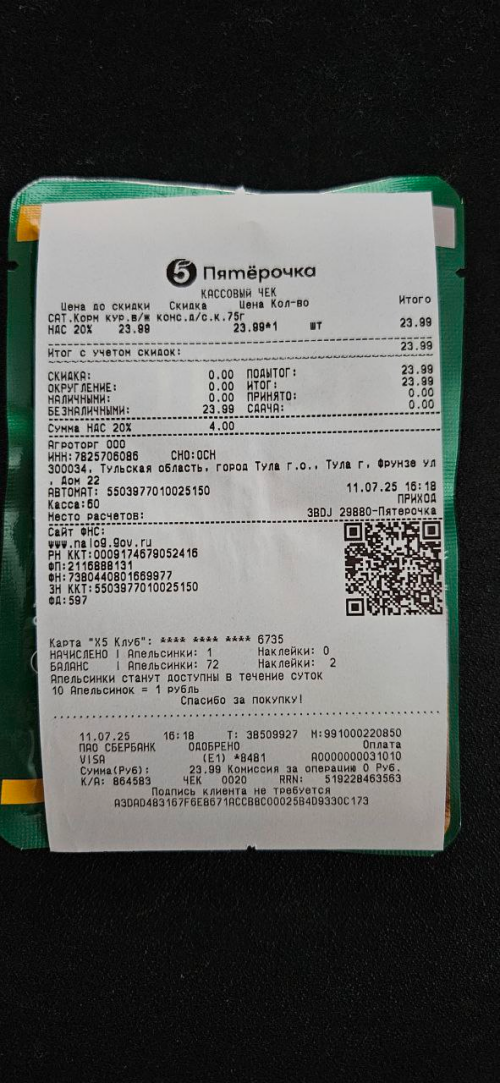 5 Пятёрочка
КАССОВЫЙ ЧЕК
Цена до скидки Скидка Цена Кол-во Итого
CAT.Корм кур.в/ж конс.д/с.к.75г
НДС 20% 23.99 23.99*1 шт 23.99
Итог с учетом скидок: 23.99
СКИДКА: 0.00 ПОДЫТОГ: 23.99
ОКРУГЛЕНИЕ: 0.00 ИТОГ: 23.99
НАЛИЧНЫМИ: 0.00 ПРИНЯТО: 0.00
БЕЗНАЛИЧНЫМИ: 23.99 СДАЧА: 0.00
Сумма НДС 20% 4.00
Агроторг ООО
ИНН:7825706086 СНО:ОСН
300034, Тульская область, город Тула г.о., Тула г, Фрунзе ул
, Дом 22
АВТОМАТ: 5503977010025150 11.07.25 16:18
Касса:60 ПРИХОД
Место расчетов: 3BDJ 29880-Пятерочка
Сайт ФНС:
www.nalog.gov.ru
РН ККТ:0009174679052416
ФП:2116888131
ФН:7380440801669977
ЗН ККТ:5503977010025150
ФД:597
Карта "X5 Клуб": **** **** **** 6735
НАЧИСЛЕНО | Апельсинки: 1 Наклейки: 0
БАЛАНС | Апельсинки: 72 Наклейки: 2
Апельсинки станут доступны в течение суток
10 Апельсинок = 1 рубль
Спасибо за покупку!
11.07.25 16:18 Т: 38509927 М:991000220850
ПАО СБЕРБАНК ОДОБРЕНО Оплата
VISA (E1) *8481 A0000000031010
Сумма(Руб): 23.99 Комиссия за операцию 0 Руб.
К/А: 864583 ЧЕК 0020 RRN: 519228463563
Подпись клиента не требуется
A3DAD483167F6E8671ACCB8C0002584D9330C173